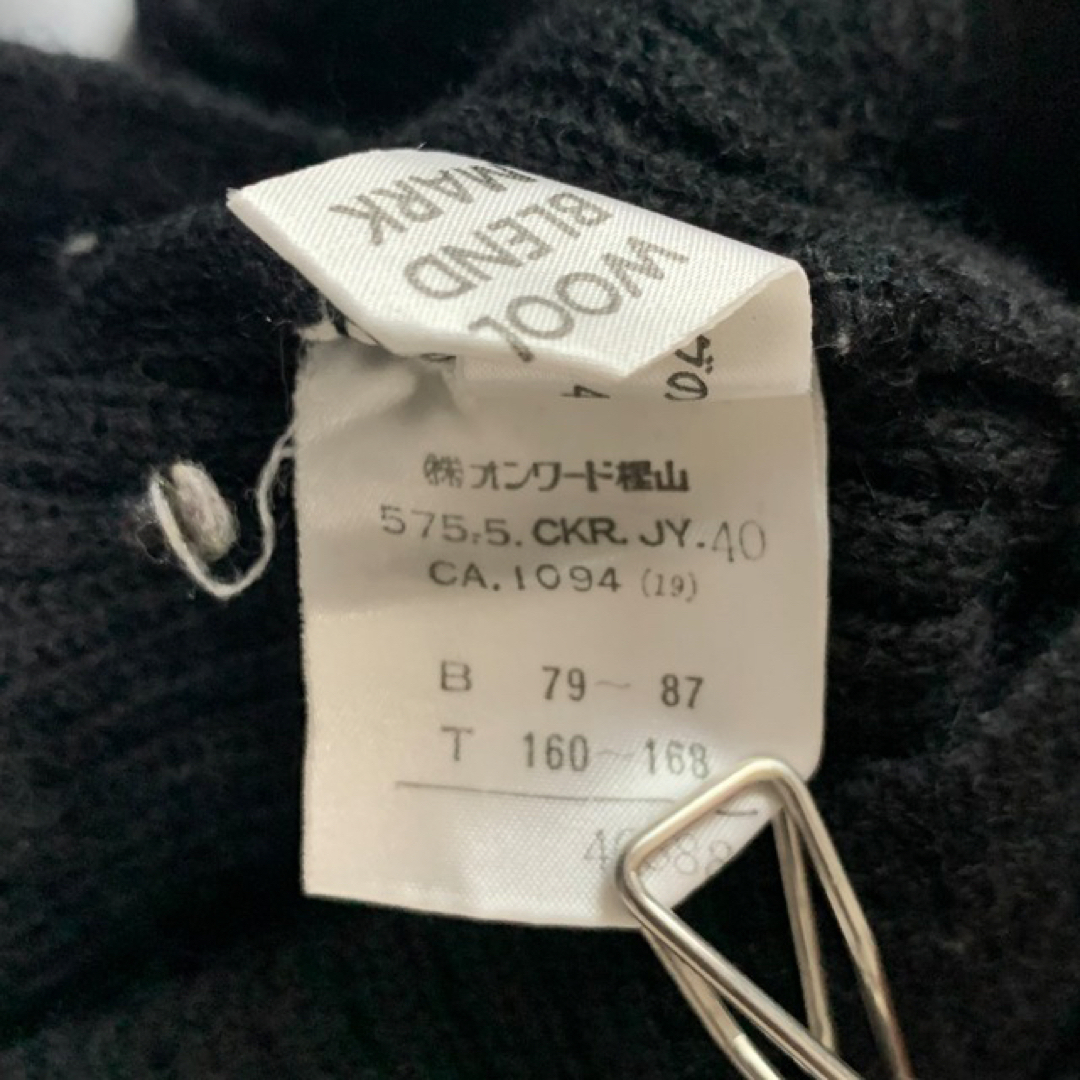 WOOL
BLEND
MARK
㈱オンワード樫山
575.5.CKR.JY.40
CA.1094 (19)
B 79~87
T 160~168